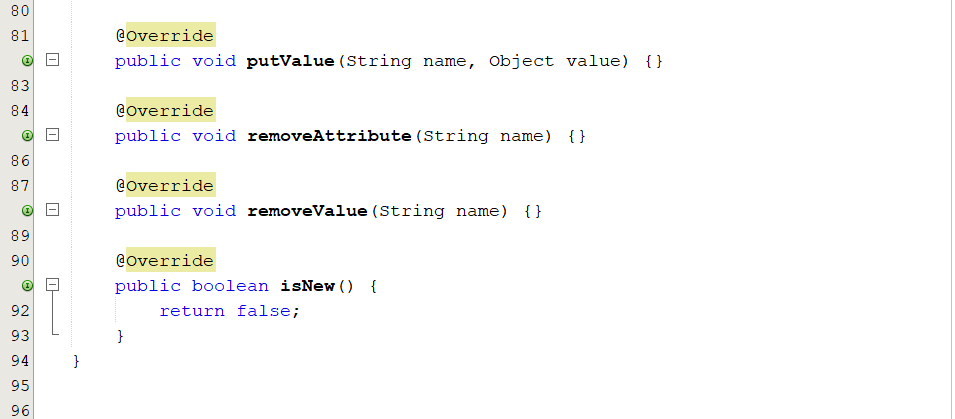 80
81 @Override
public void putValue(String name, Object value) {}
83
84 @Override
public void removeAttribute(String name) {}
86
87 @Override
public void removeValue(String name) {}
89
90 @Override
public boolean isNew() {
92 return false;
93 }
94 }
95
96